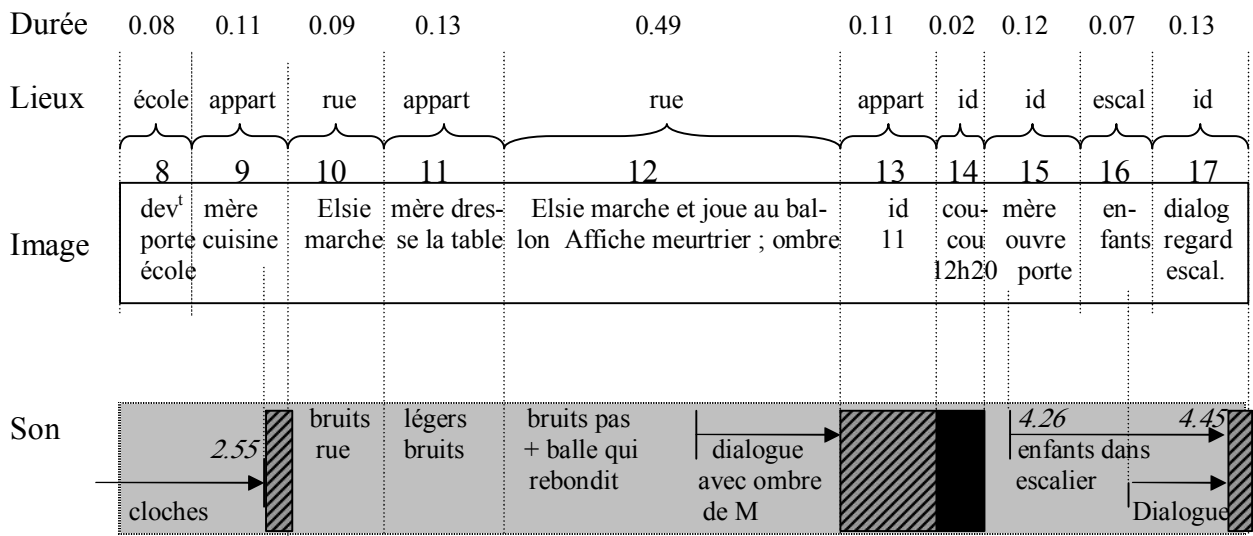 Durée 0.08 0.11 0.09 0.13 0.49 0.11 0.02 0.12 0.07 0.13
Lieux école appart rue appart rue appart id id escal id
8 9 10 11 12 13 14 15 16 17
Image
devt
porte
école
mère
cuisine
Elsie
marche
mère dres-
se la table
Elsie marche et joue au bal-
lon Affiche meurtrier ; ombre
id
11
cou-
cou
12h20
mère
ouvre
porte
en-
fants
dialog
regard
escal.
Son
2.55
cloches
bruits
rue
légers
bruits
bruits pas
+ balle qui
rebondit
dialogue
avec ombre
de M
4.26
enfants dans
escalier
4.45
Dialogue